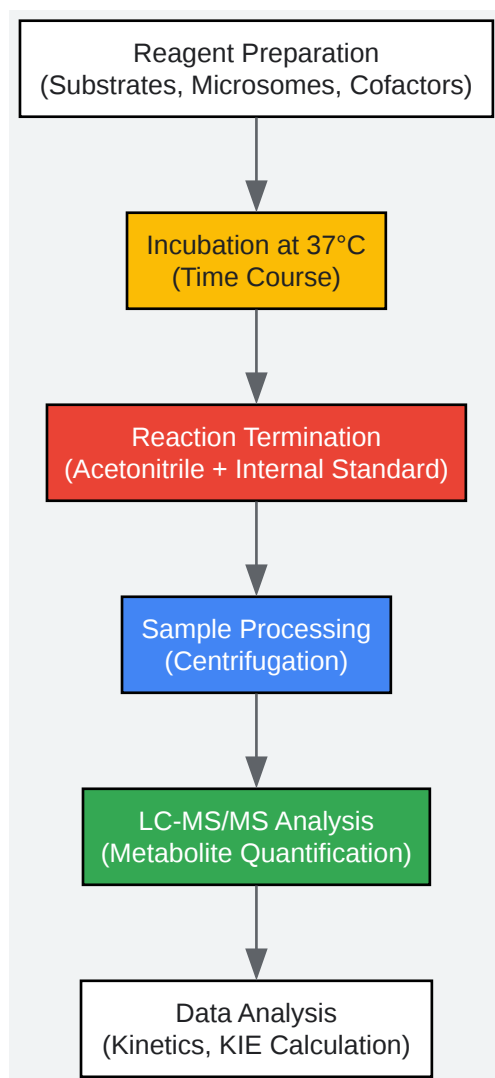 Reagent Preparation
(Substrates, Microsomes, Cofactors)
Incubation at 37°C
(Time Course)
Reaction Termination
(Acetonitrile + Internal Standard)
Sample Processing
(Centrifugation)
LC-MS/MS Analysis
(Metabolite Quantification)
Data Analysis
(Kinetics, KIE Calculation)